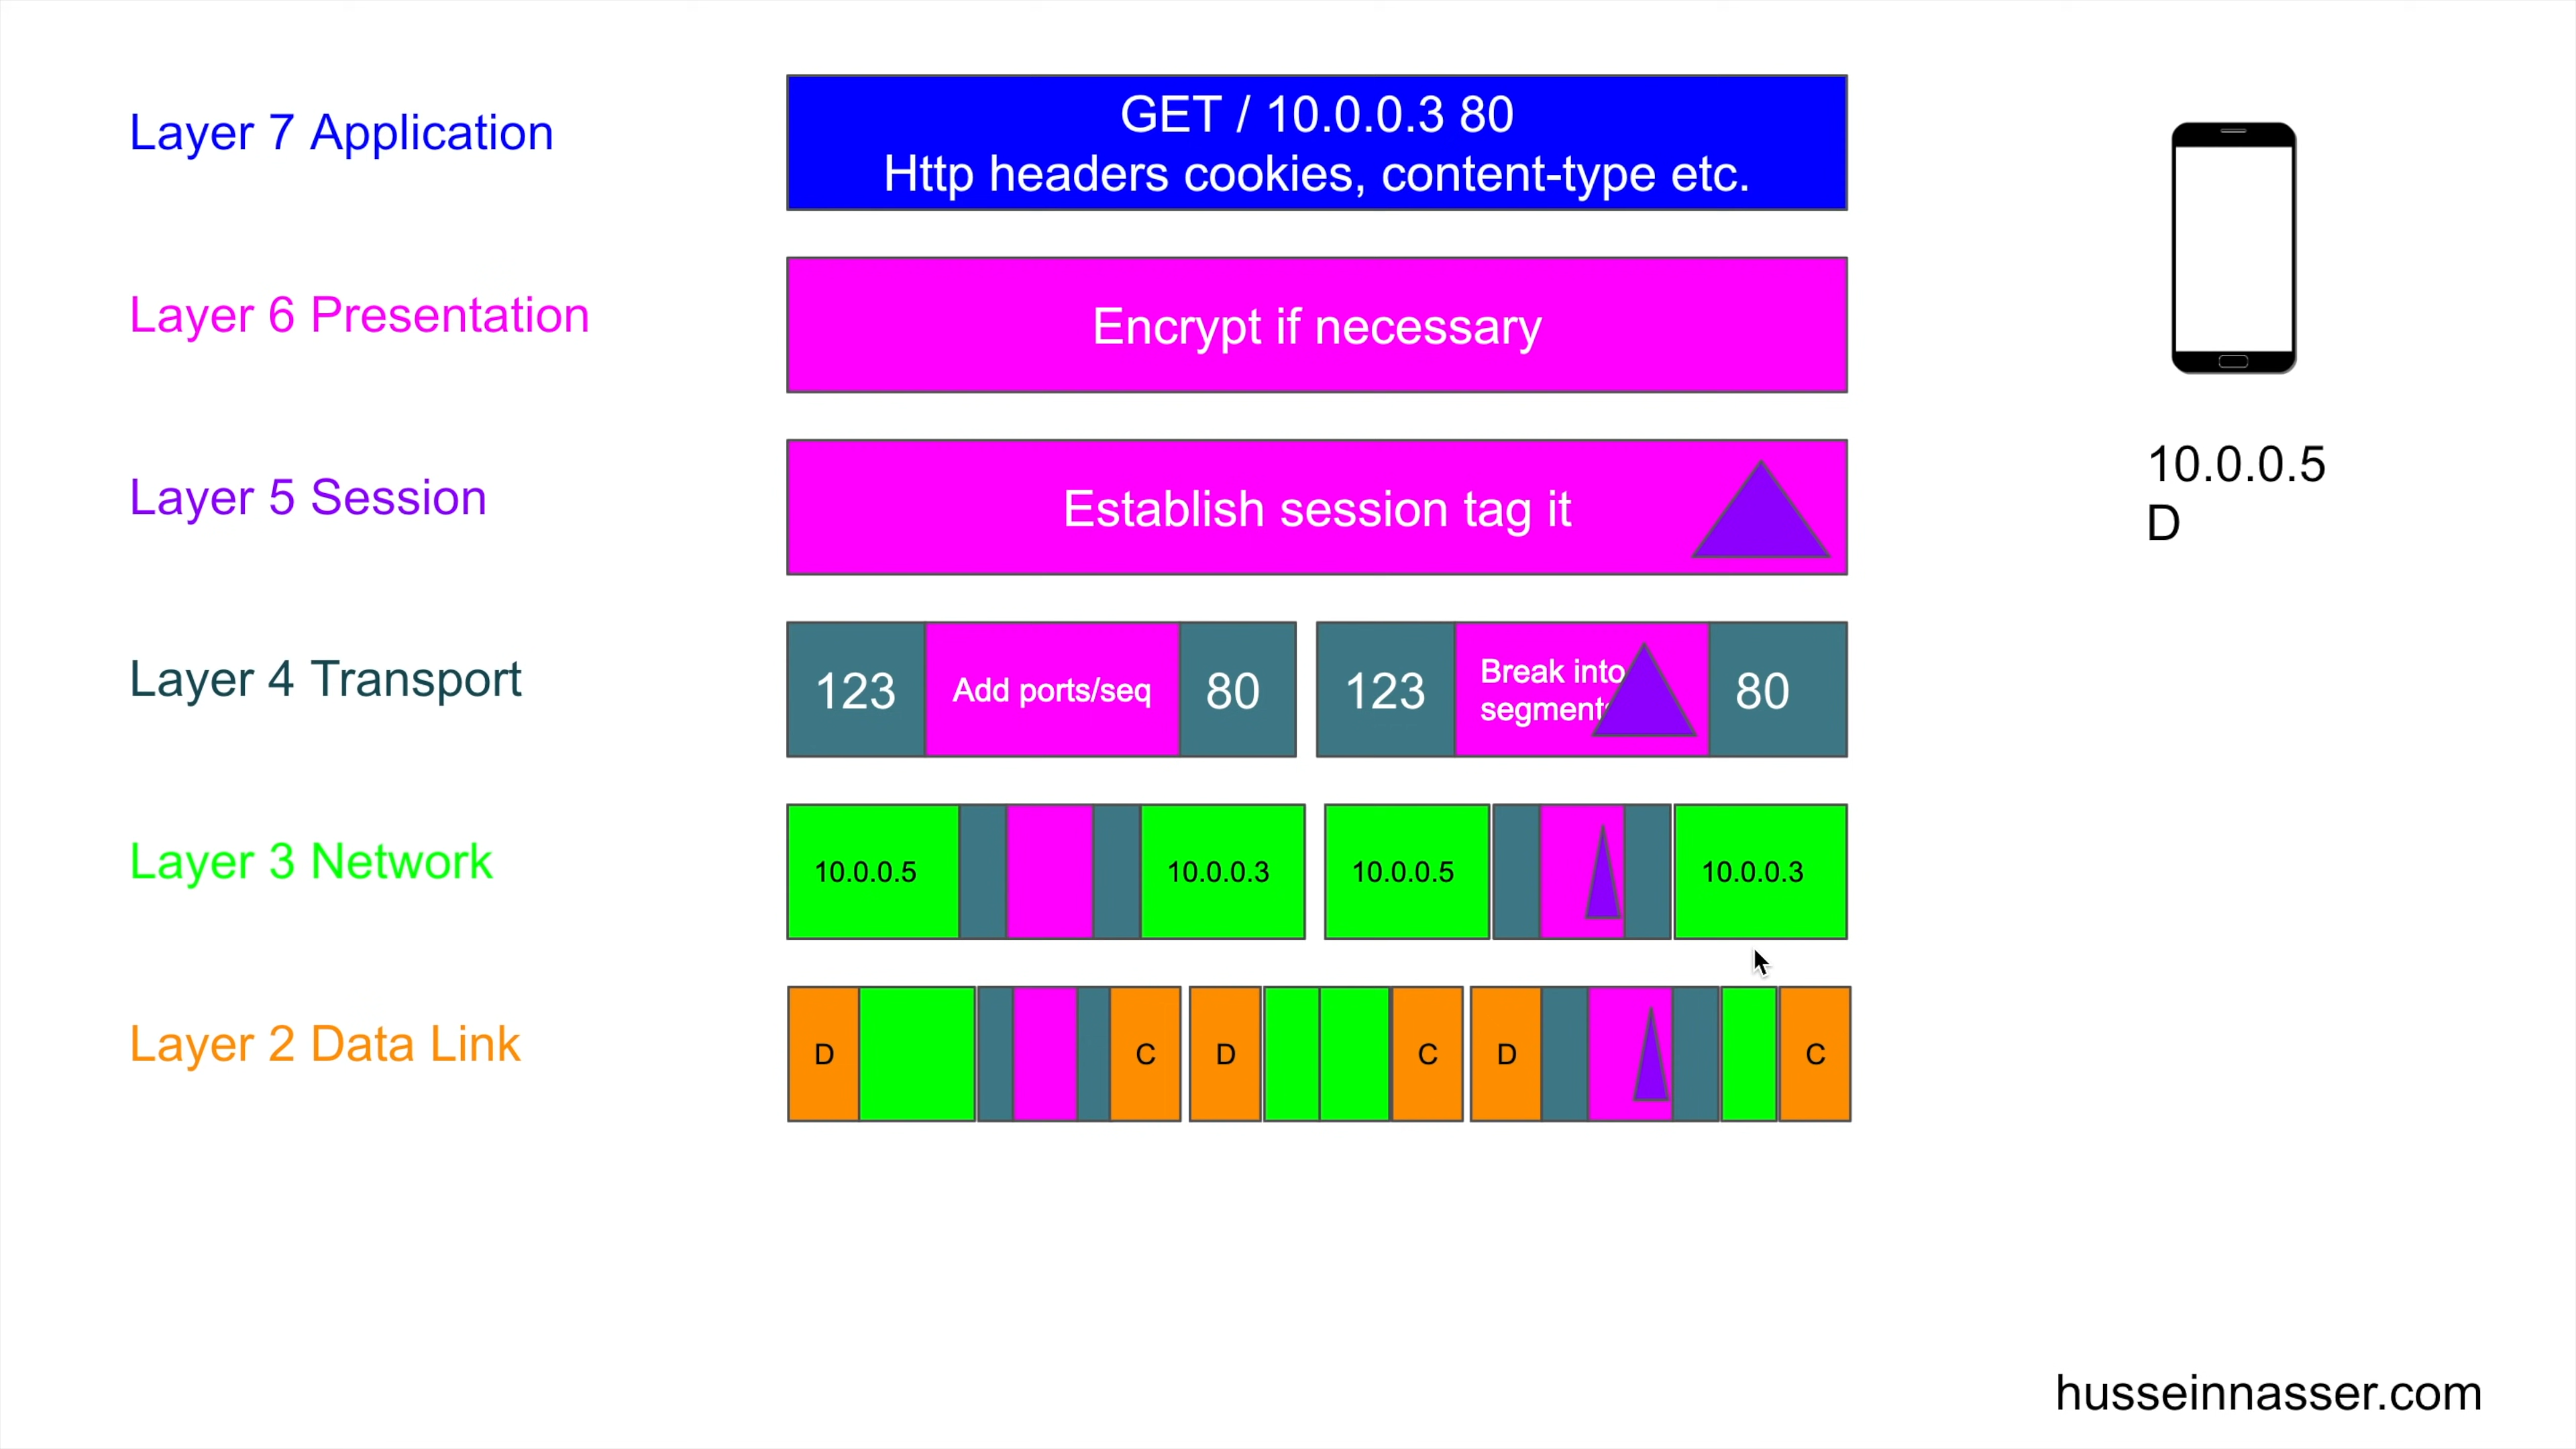 Layer 7 Application
GET / 10.0.0.3 80
Http headers cookies, content-type etc.
Layer 6 Presentation
Encrypt if necessary
Layer 5 Session
Establish session tag it
10.0.0.5
D
Layer 4 Transport
123 Add ports/seq 80
123 Break into 80
segment
Layer 3 Network
10.0.0.5 10.0.0.3 10.0.0.5 10.0.0.3
Layer 2 Data Link
D C D C D C
husseinnasser.com